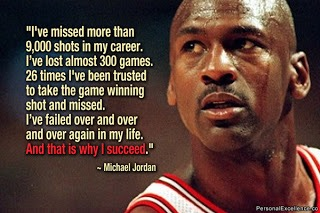 "I've missed more than
9,000 shots in my career.
I've lost almost 300 games.
26 times I've been trusted
to take the game winning
shot and missed.
I've failed over and over
and over again in my life.
And that is why I succeed."
~ Michael Jordan
PersonalExcellence.co